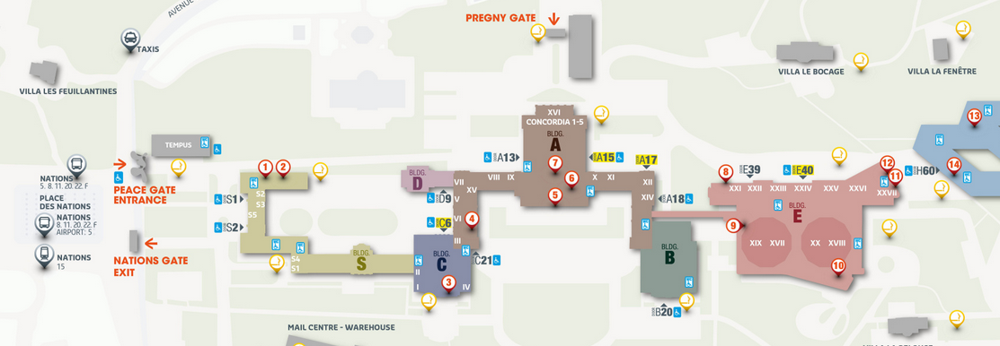 PREGNY GATE
AVENUE
TAXIS
VILLA LES FEUILLANTINES
VILLA LE BOCAGE
VILLA LA FENÊTRE
TEMPUS
NATIONS
5. 8. 11. 20. 22. F
PLACE
DES NATIONS
NATIONS
8. 11. 20. 22. F
AIRPORT: 5
NATIONS
15
PEACE GATE
ENTRANCE
NATIONS GATE
EXIT
1
2
S1
S2
S2
S3
S5
S4
S1
BLDG.
S
BLDG.
D
D9
C6
VII
V
VI
III
XV
4
BLDG.
C
II
I
IV
3
C21
XVI
CONCORDIA 1-5
BLDG.
A
A13
A15
A17
VIII
IX
X
XI
XII
XIV
7
6
5
A18
BLDG.
B
B20
8
E39
E40
12
11
H60
13
14
XXI
XXII
XXIII
XXIV
XXV
XXVI
XXVII
BLDG.
E
9
XIX
XVII
XX
XVIII
10
MAIL CENTRE - WAREHOUSE